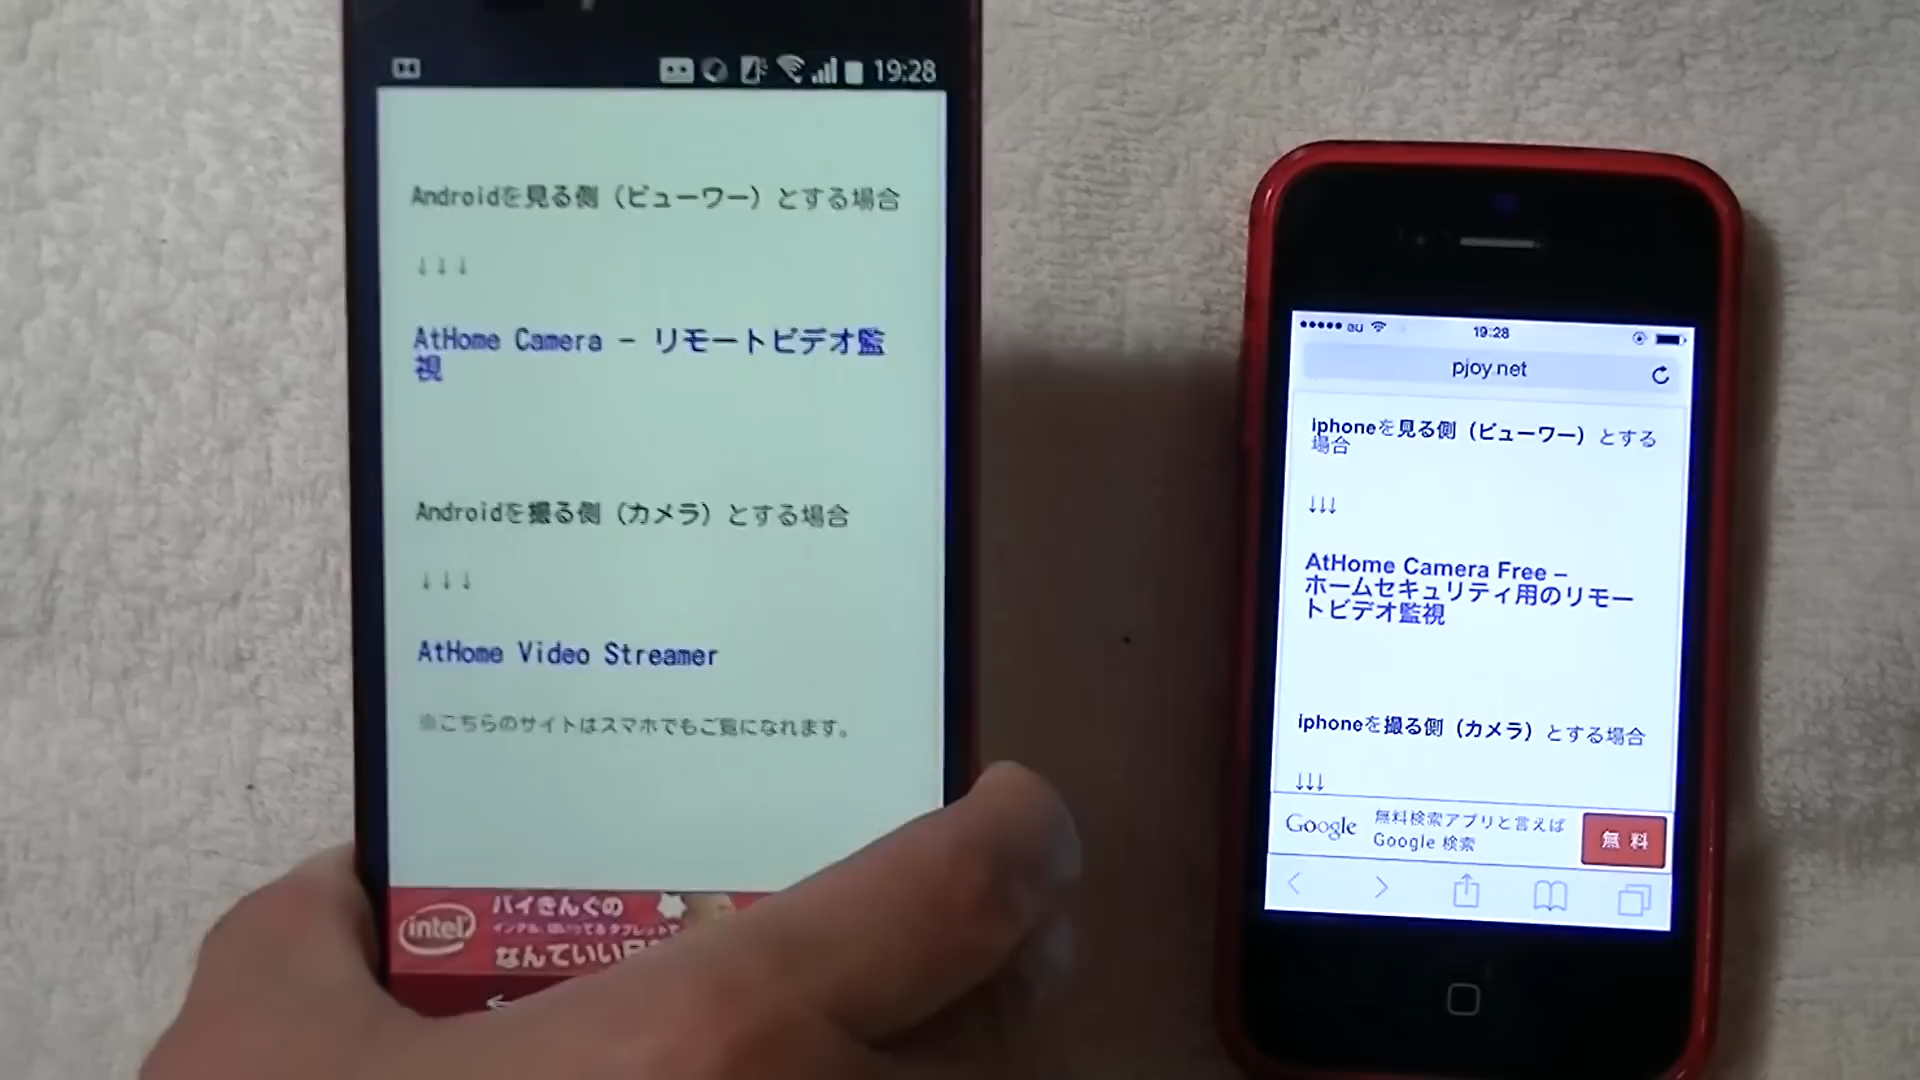 19:28
Androidを見る側（ビューワー）とする場合
↓↓↓
AtHome Camera - リモートビデオ監
視
Androidを撮る側（カメラ）とする場合
↓↓↓
AtHome Video Streamer
※こちらのサイトはスマホでもご覧になれます。
intel
バイきんぐの
なんていい
au
19:28
pjoy.net
iphoneを見る側（ビューワー）とする
場合
↓↓↓
AtHome Camera Free –
ホームセキュリティ用のリモー
トビデオ監視
iphoneを撮る側（カメラ）とする場合
↓↓↓
Google
無料検索アプリと言えば
Google 検索
無料